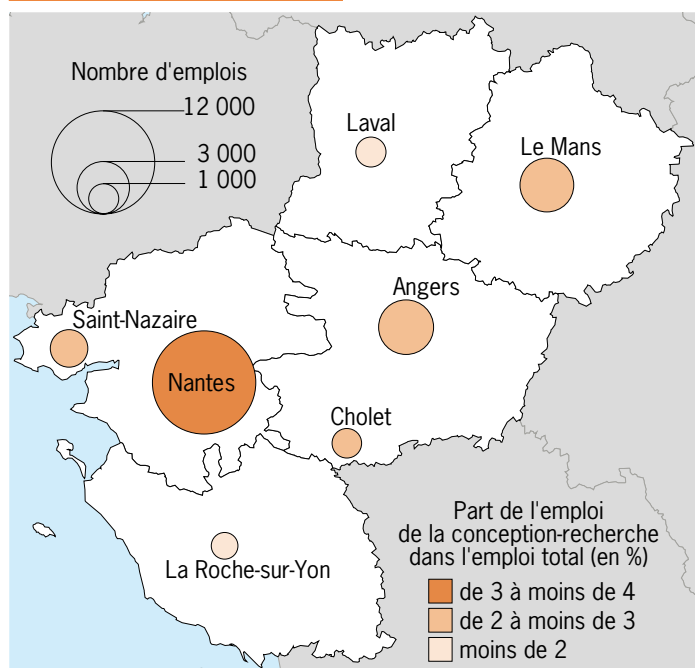 Nombre d'emplois
12 000
3 000
1 000
Laval
Le Mans
Angers
Saint-Nazaire
Nantes
Cholet
La Roche-sur-Yon
Part de l'emploi
de la conception-recherche
dans l'emploi total (en %)
de 3 à moins de 4
de 2 à moins de 3
moins de 2